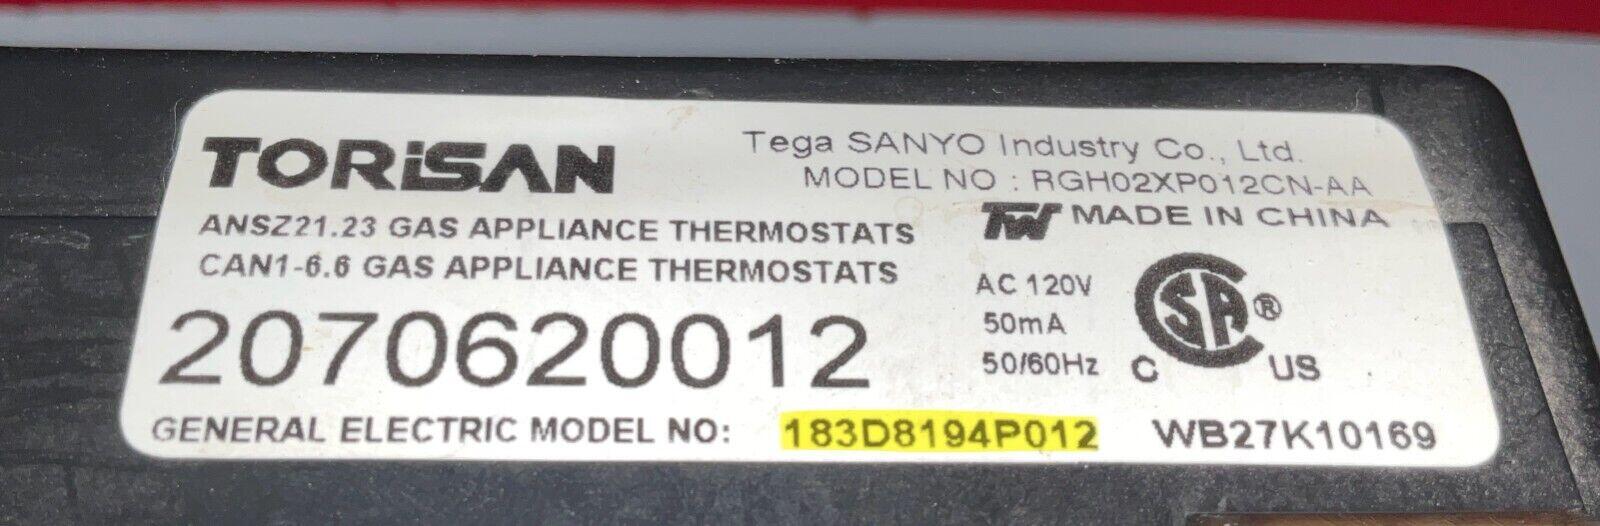 TORiSAN
Tega SANYO Industry Co., Ltd.
MODEL NO : RGH02XP012CN-AA
MADE IN CHINA
ANSZ21.23 GAS APPLIANCE THERMOSTATS
CAN1-6.6 GAS APPLIANCE THERMOSTATS
2070620012
AC 120V
50mA
50/60Hz
C SA ® US
GENERAL ELECTRIC MODEL NO: 183D8194P012 WB27K10169